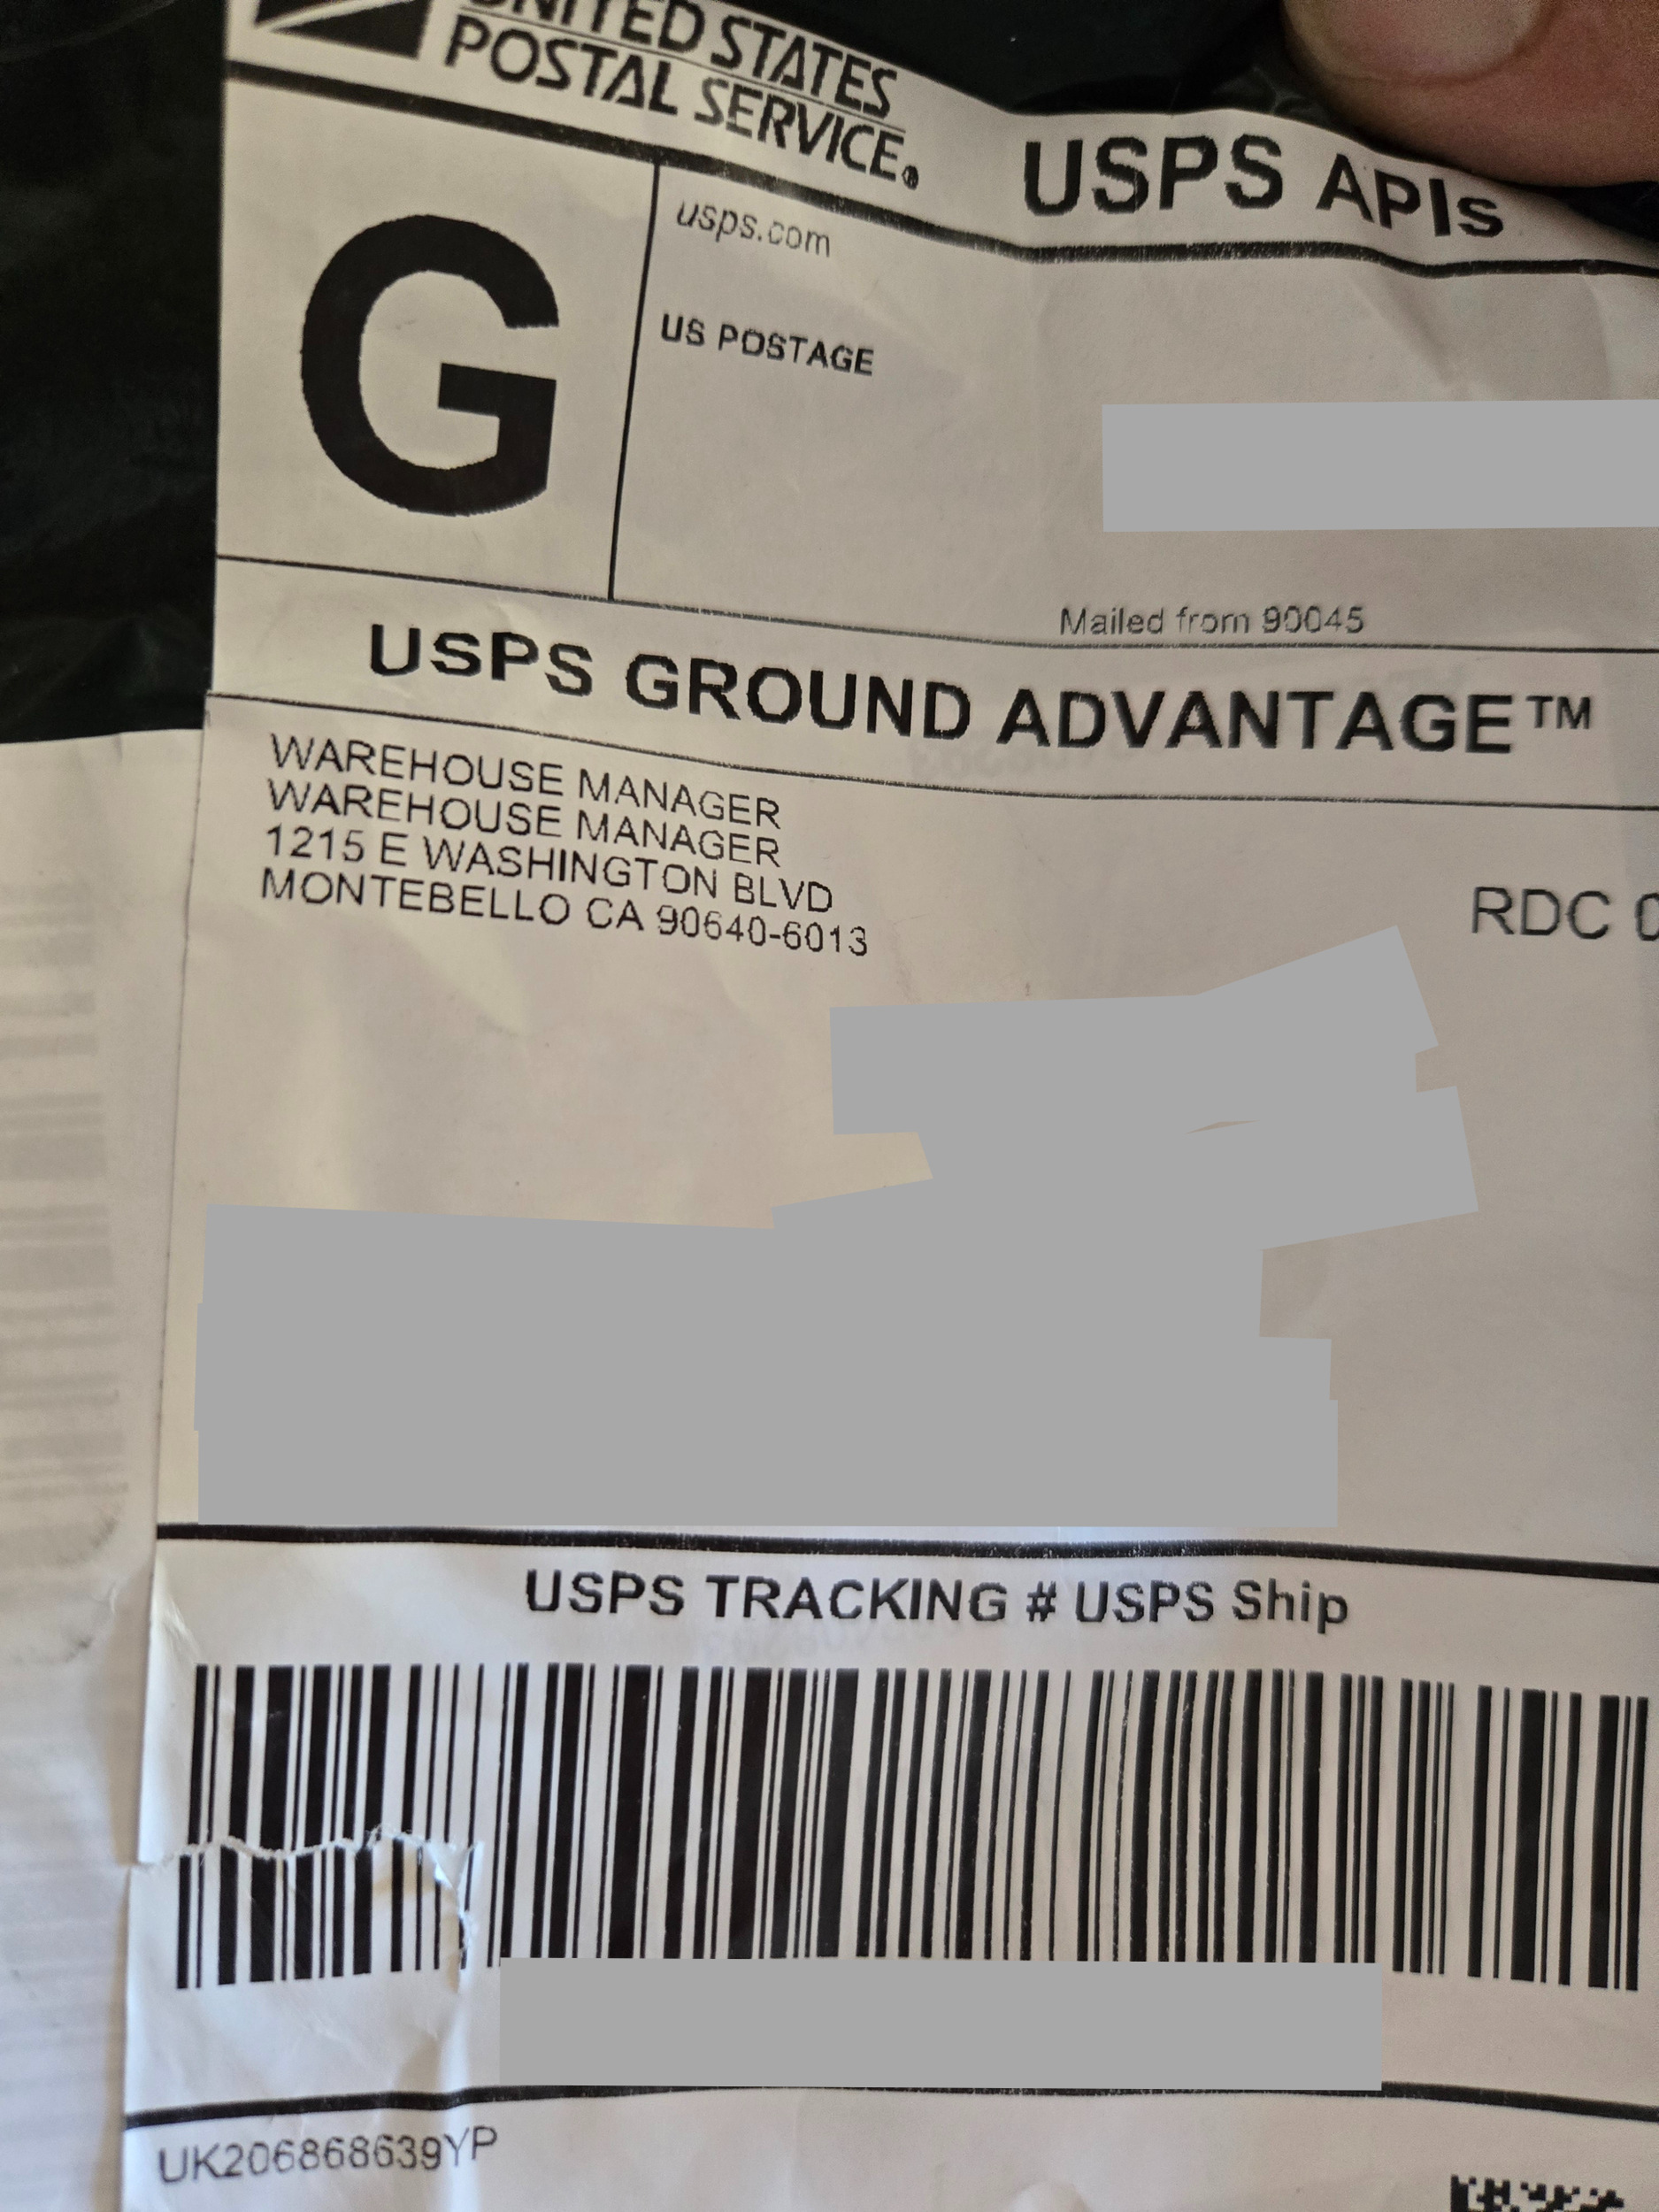 UNITED STATES
POSTAL SERVICE®
USPS APIs
G
usps.com
US POSTAGE
Mailed from 90045
USPS GROUND ADVANTAGE™
WAREHOUSE MANAGER
WAREHOUSE MANAGER
1215 E WASHINGTON BLVD
MONTEBELLO CA 90640-6013
RDC 0
USPS TRACKING # USPS Ship
UK206868639YP